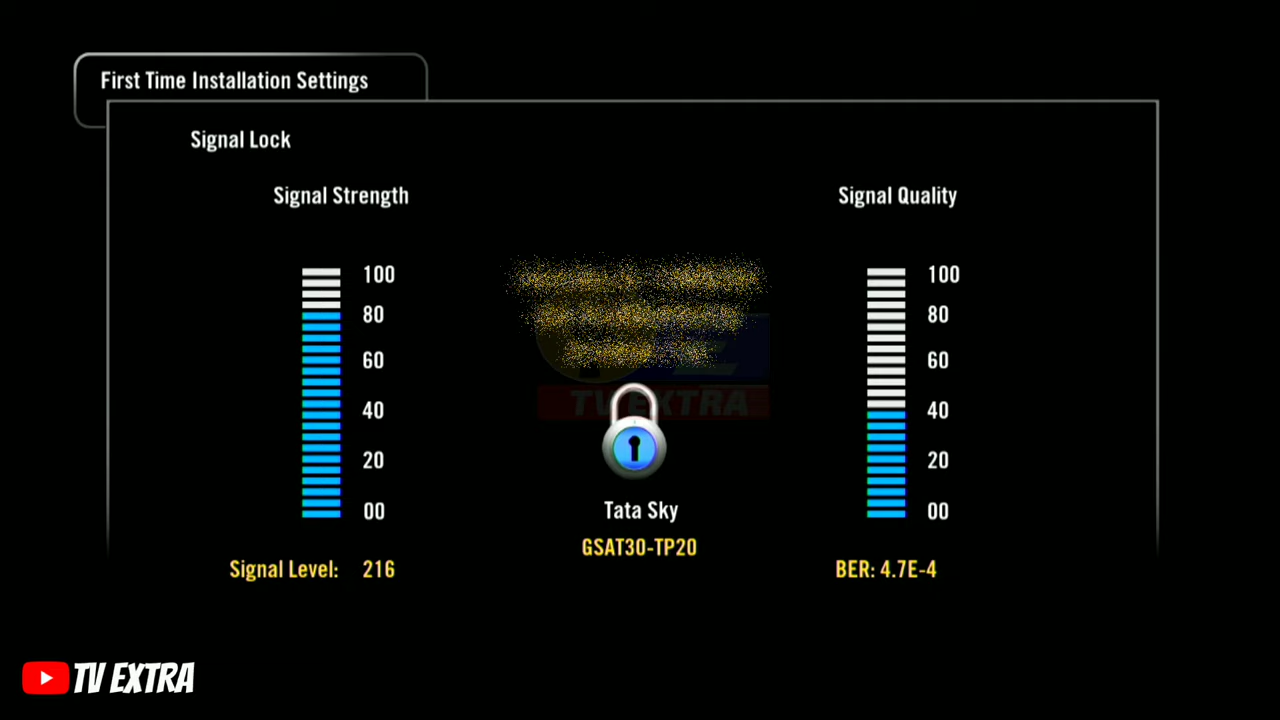 First Time Installation Settings
Signal Lock
Signal Strength
Signal Quality
100
80
60
40
20
00
100
80
60
40
20
00
TV EXTRA
Tata Sky
GSAT30-TP20
Signal Level: 216
BER: 4.7E-4
TV EXTRA